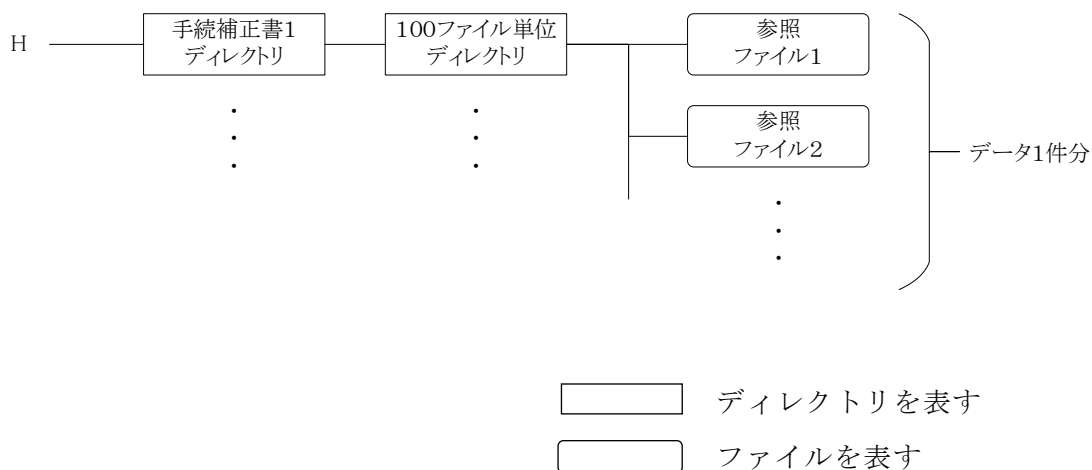 H
手続補正書1
ディレクトリ
100ファイル単位
ディレクトリ
参照
ファイル1
参照
ファイル2
データ1件分
ディレクトリを表す
ファイルを表す